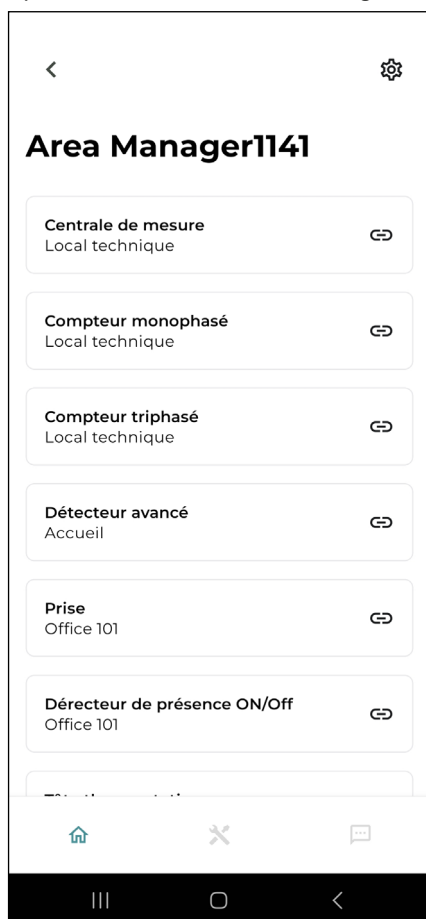 Area Manager1141
Centrale de mesure
Local technique
Compteur monophasé
Local technique
Compteur triphasé
Local technique
Détecteur avancé
Accueil
Prise
Office 101
Dérecteur de présence ON/Off
Office 101